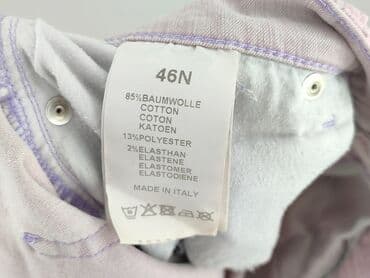 46N
85%BAUMWOLLE
COTTON
COTON
KATOEN
13%POLYESTER
2%ELASTHAN
ELASTENE
ELASTOMER
ELASTODIENE
MADE IN ITALY